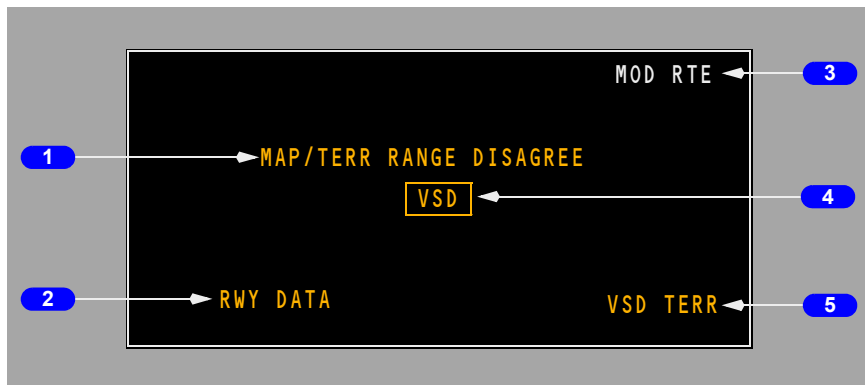 MOD RTE 3
1 MAP/TERR RANGE DISAGREE
VSD 4
2 RWY DATA
VSD TERR 5